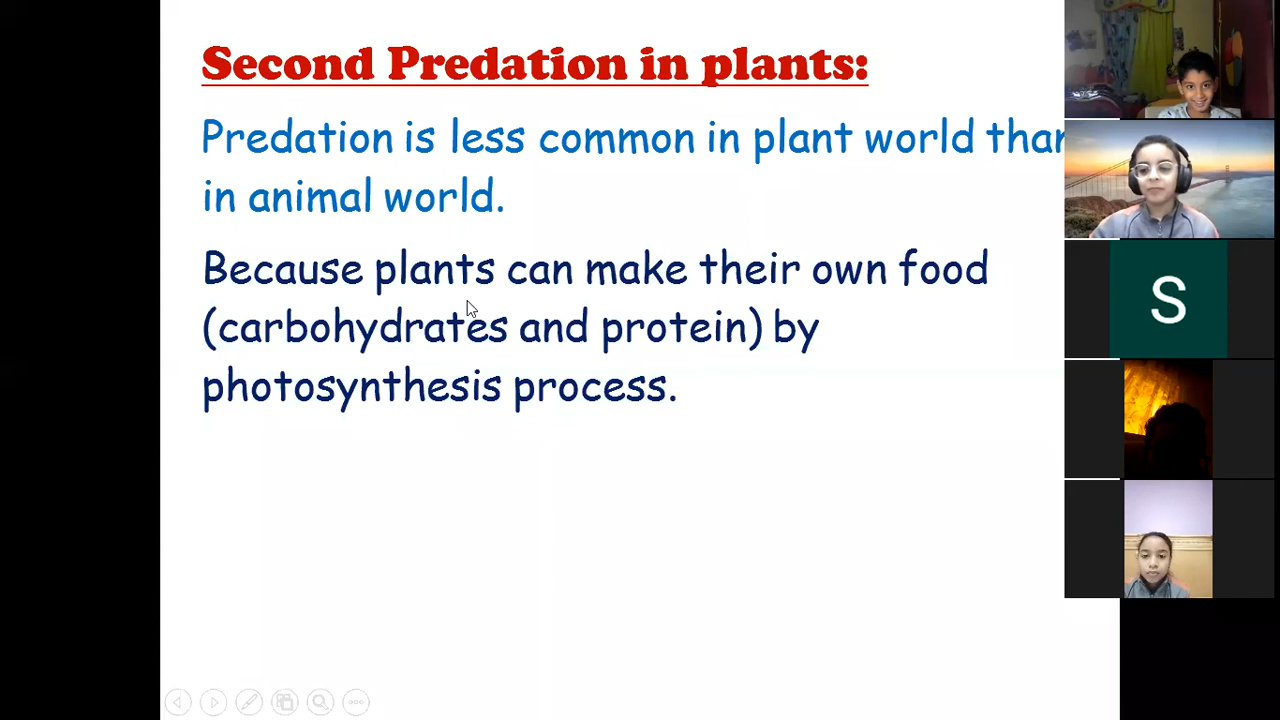 Second Predation in plants:
Predation is less common in plant world than
in animal world.
Because plants can make their own food
(carbohydrates and protein) by
photosynthesis process.
S